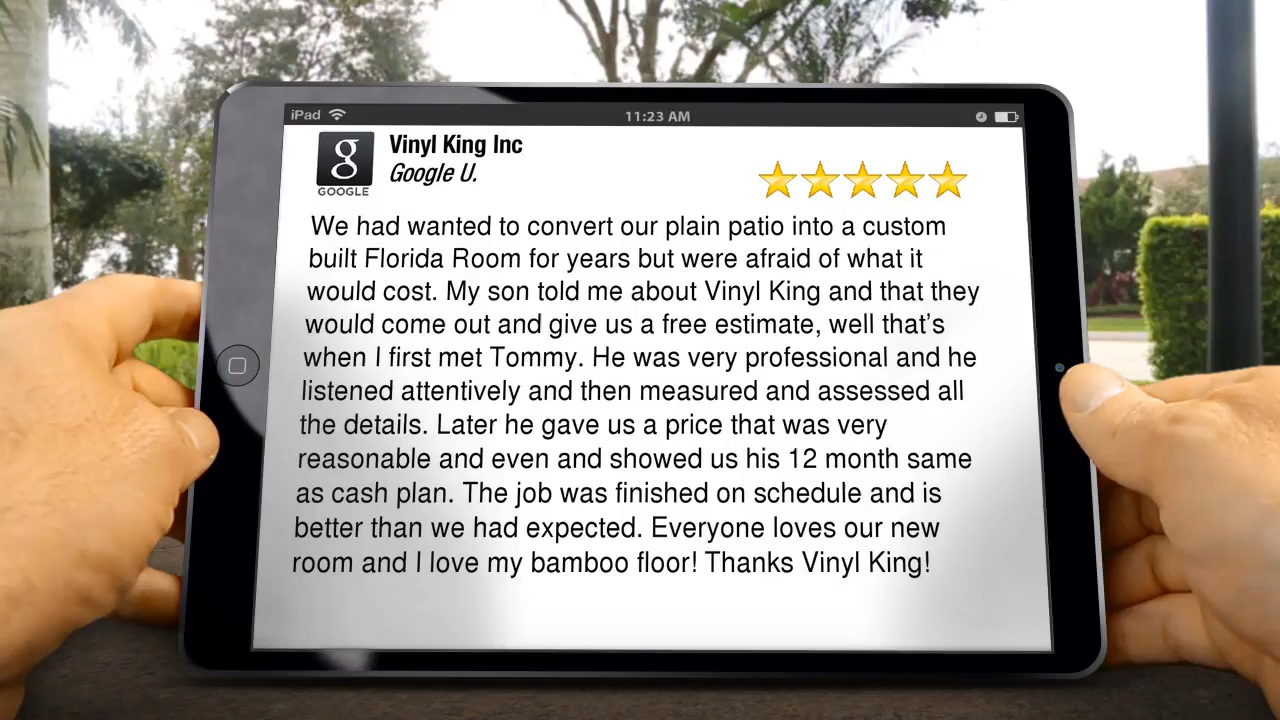 iPad
11:23 AM
g
GOOGLE
Vinyl King Inc
Google U.
We had wanted to convert our plain patio into a custom
built Florida Room for years but were afraid of what it
would cost. My son told me about Vinyl King and that they
would come out and give us a free estimate, well that’s
when I first met Tommy. He was very professional and he
listened attentively and then measured and assessed all
the details. Later he gave us a price that was very
reasonable and even and showed us his 12 month same
as cash plan. The job was finished on schedule and is
better than we had expected. Everyone loves our new
room and I love my bamboo floor! Thanks Vinyl King!